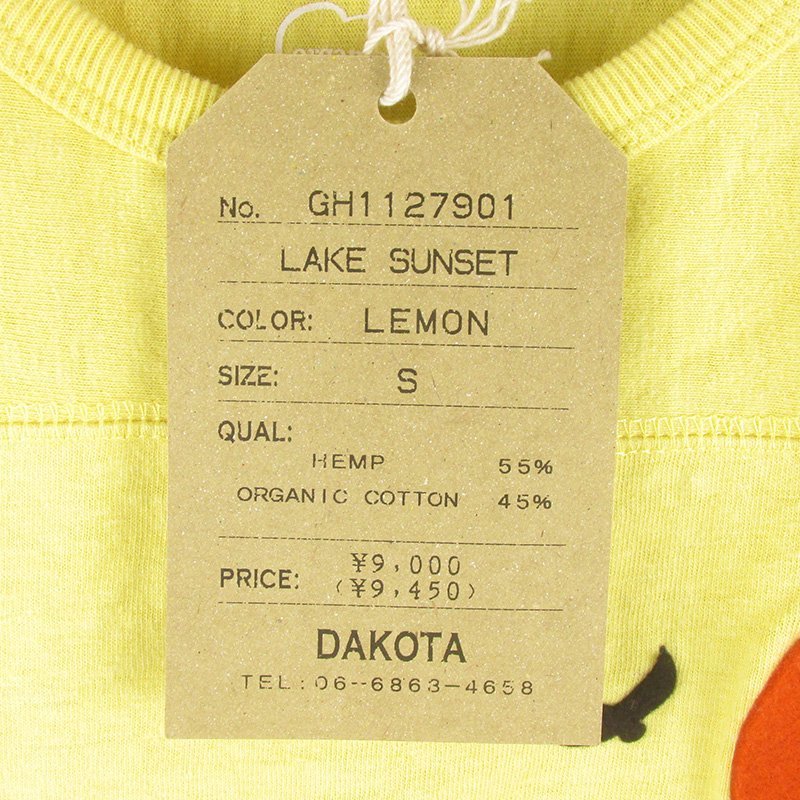 No. GH1127901
LAKE SUNSET
COLOR: LEMON
SIZE: S
QUAL:
HEMP 55%
ORGANIC COTTON 45%
PRICE: ¥9,000
(¥9,450)
DAKOTA
TEL:06-6863-4658